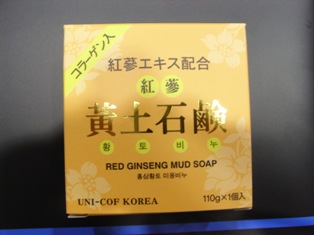 コラーゲン入
紅蔘エキス配合
紅蔘
黃土石鹸
황토비누
RED GINSENG MUD SOAP
홍삼황토 미용비누
UNI-COF KOREA
110g×1個入